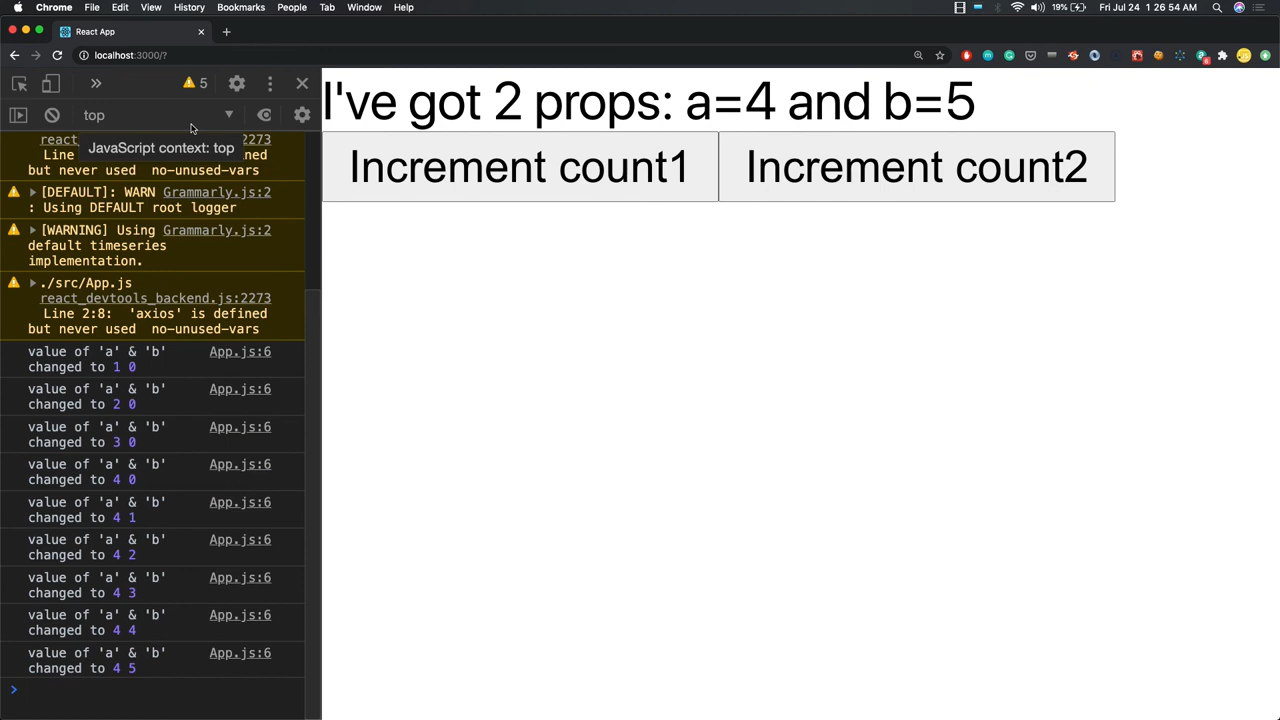 Chrome File Edit View History Bookmarks People Tab Window Help 19% Fri Jul 24 1:26:54 AM
React App
localhost:3000/?
5
top
JavaScript context: top
react_ 2273
Line efined
but never used no-unused-vars
[DEFAULT]: WARN Grammarly.js:2
: Using DEFAULT root logger
[WARNING] Using Grammarly.js:2
default timeseries
implementation.
./src/App.js
react_devtools_backend.js:2273
Line 2:8: 'axios' is defined
but never used no-unused-vars
value of 'a' & 'b' App.js:6
changed to 1 0
value of 'a' & 'b' App.js:6
changed to 2 0
value of 'a' & 'b' App.js:6
changed to 3 0
value of 'a' & 'b' App.js:6
changed to 4 0
value of 'a' & 'b' App.js:6
changed to 4 1
value of 'a' & 'b' App.js:6
changed to 4 2
value of 'a' & 'b' App.js:6
changed to 4 3
value of 'a' & 'b' App.js:6
changed to 4 4
value of 'a' & 'b' App.js:6
changed to 4 5
I've got 2 props: a=4 and b=5
Increment count1 Increment count2